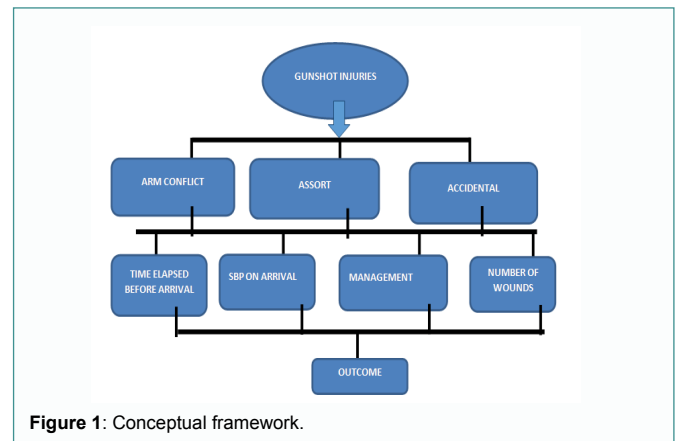 GUNSHOT INJURIES
ARM CONFLICT
ASSORT
ACCIDENTAL
TIME ELAPSED
BEFORE ARRIVAL
SBP ON ARRIVAL
MANAGEMENT
NUMBER OF
WOUNDS
OUTCOME
Figure 1: Conceptual framework.